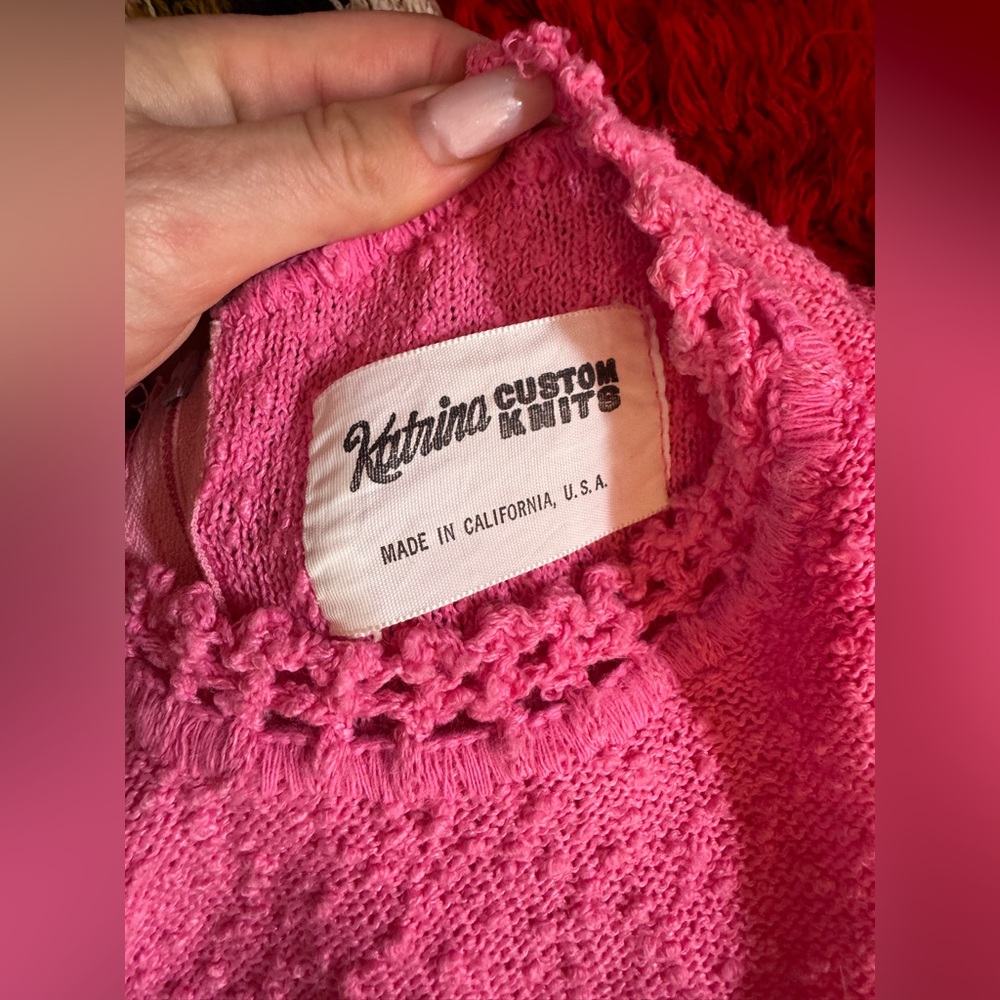 Katrina CUSTOM
KNITS
MADE IN CALIFORNIA, U.S.A.